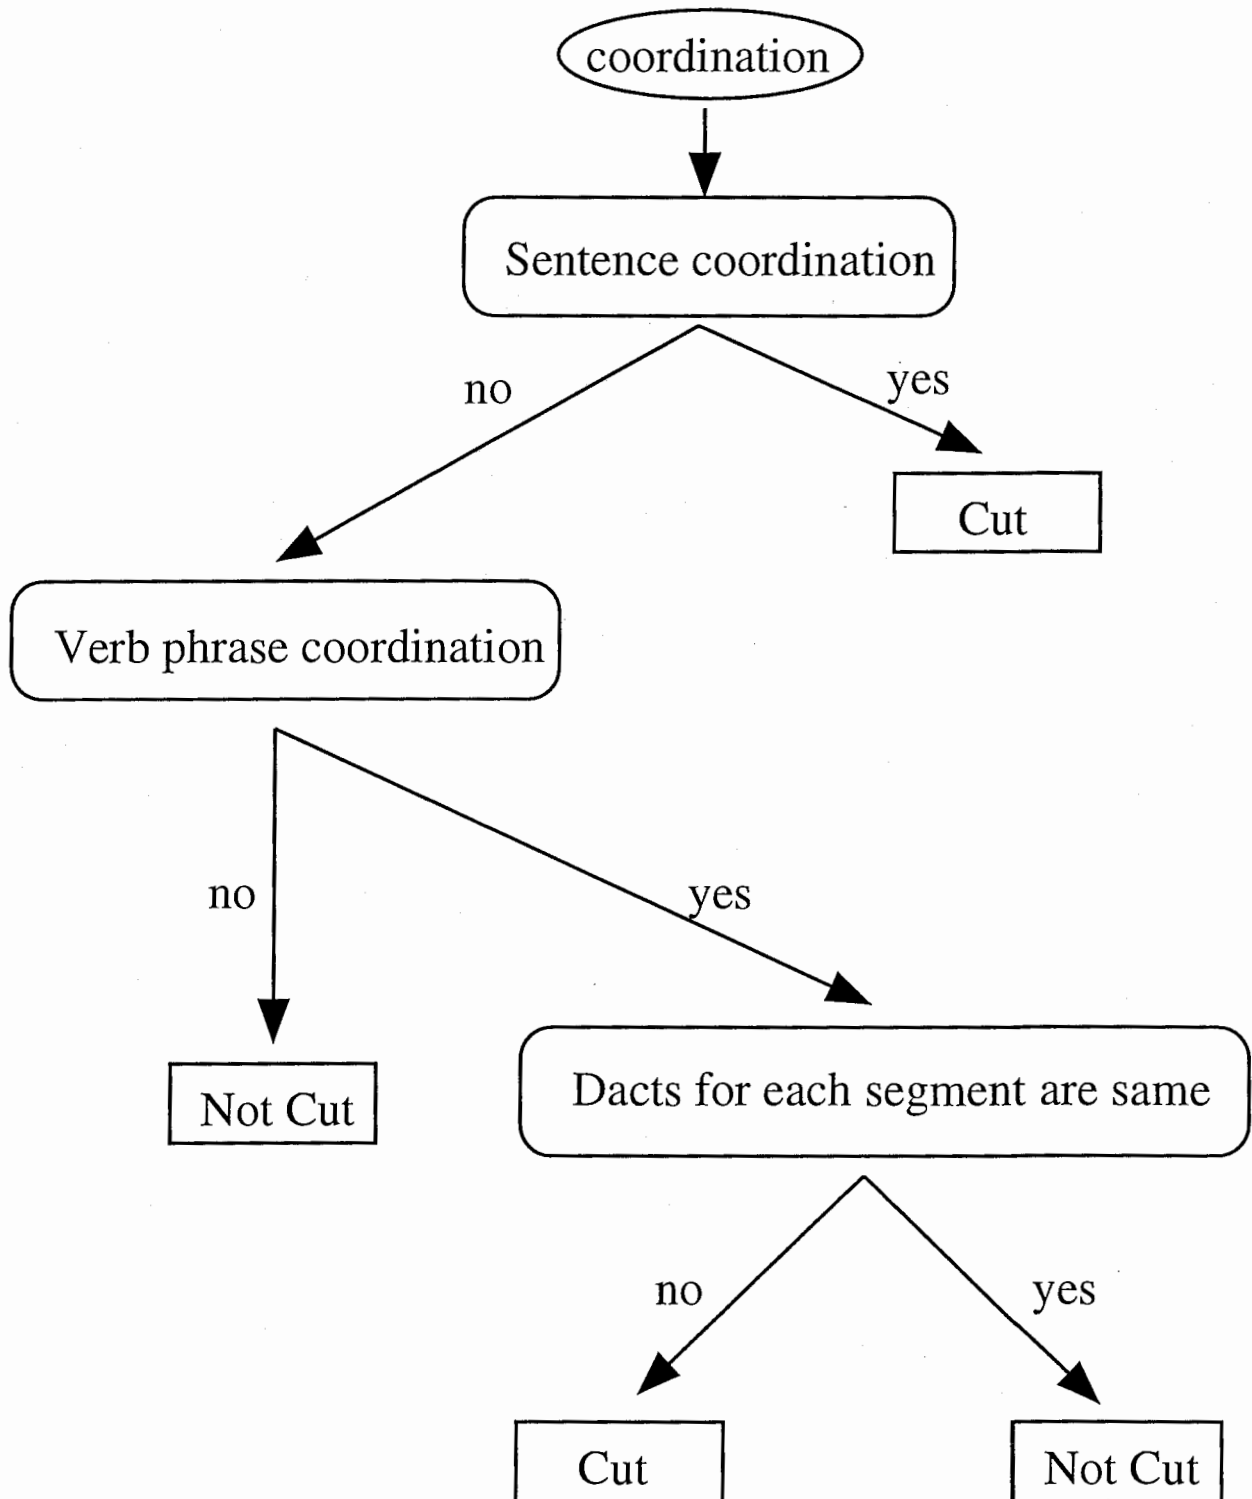 coordination
Sentence coordination
no
yes
Cut
Verb phrase coordination
no
yes
Not Cut
Dacts for each segment are same
no
yes
Cut
Not Cut